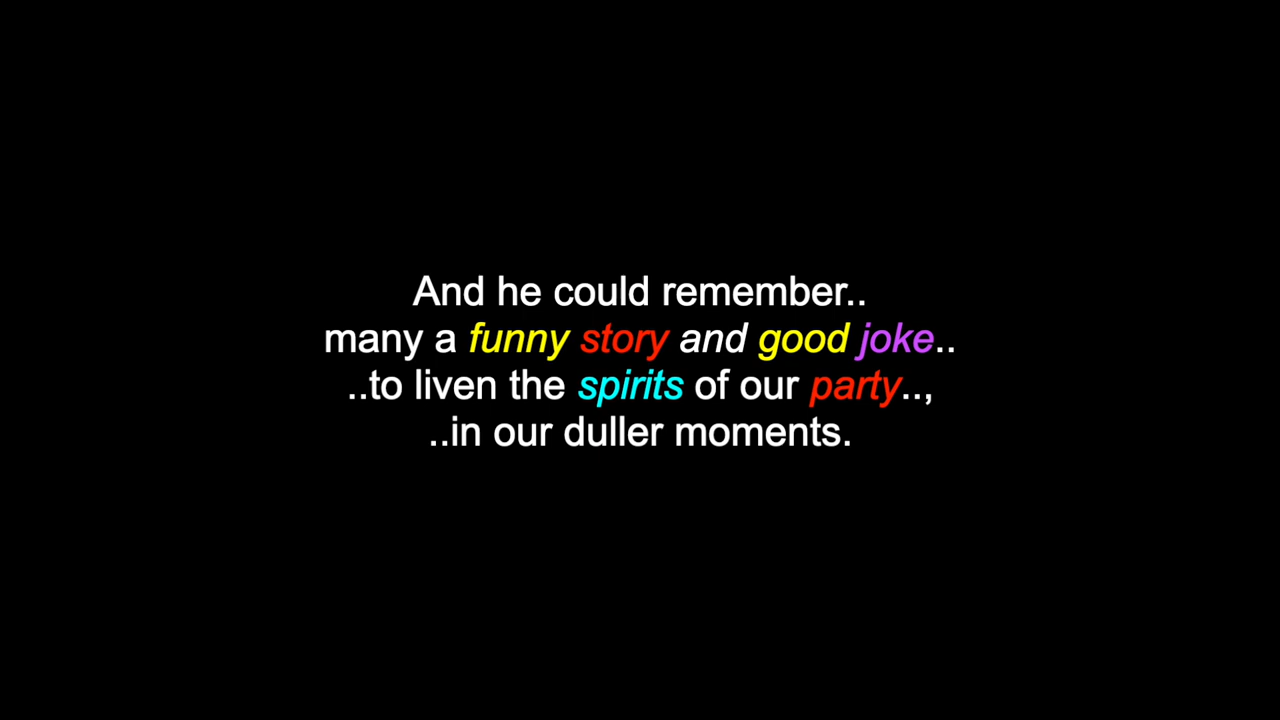 And he could remember..
many a funny story and good joke..
..to liven the spirits of our party..,
..in our duller moments.